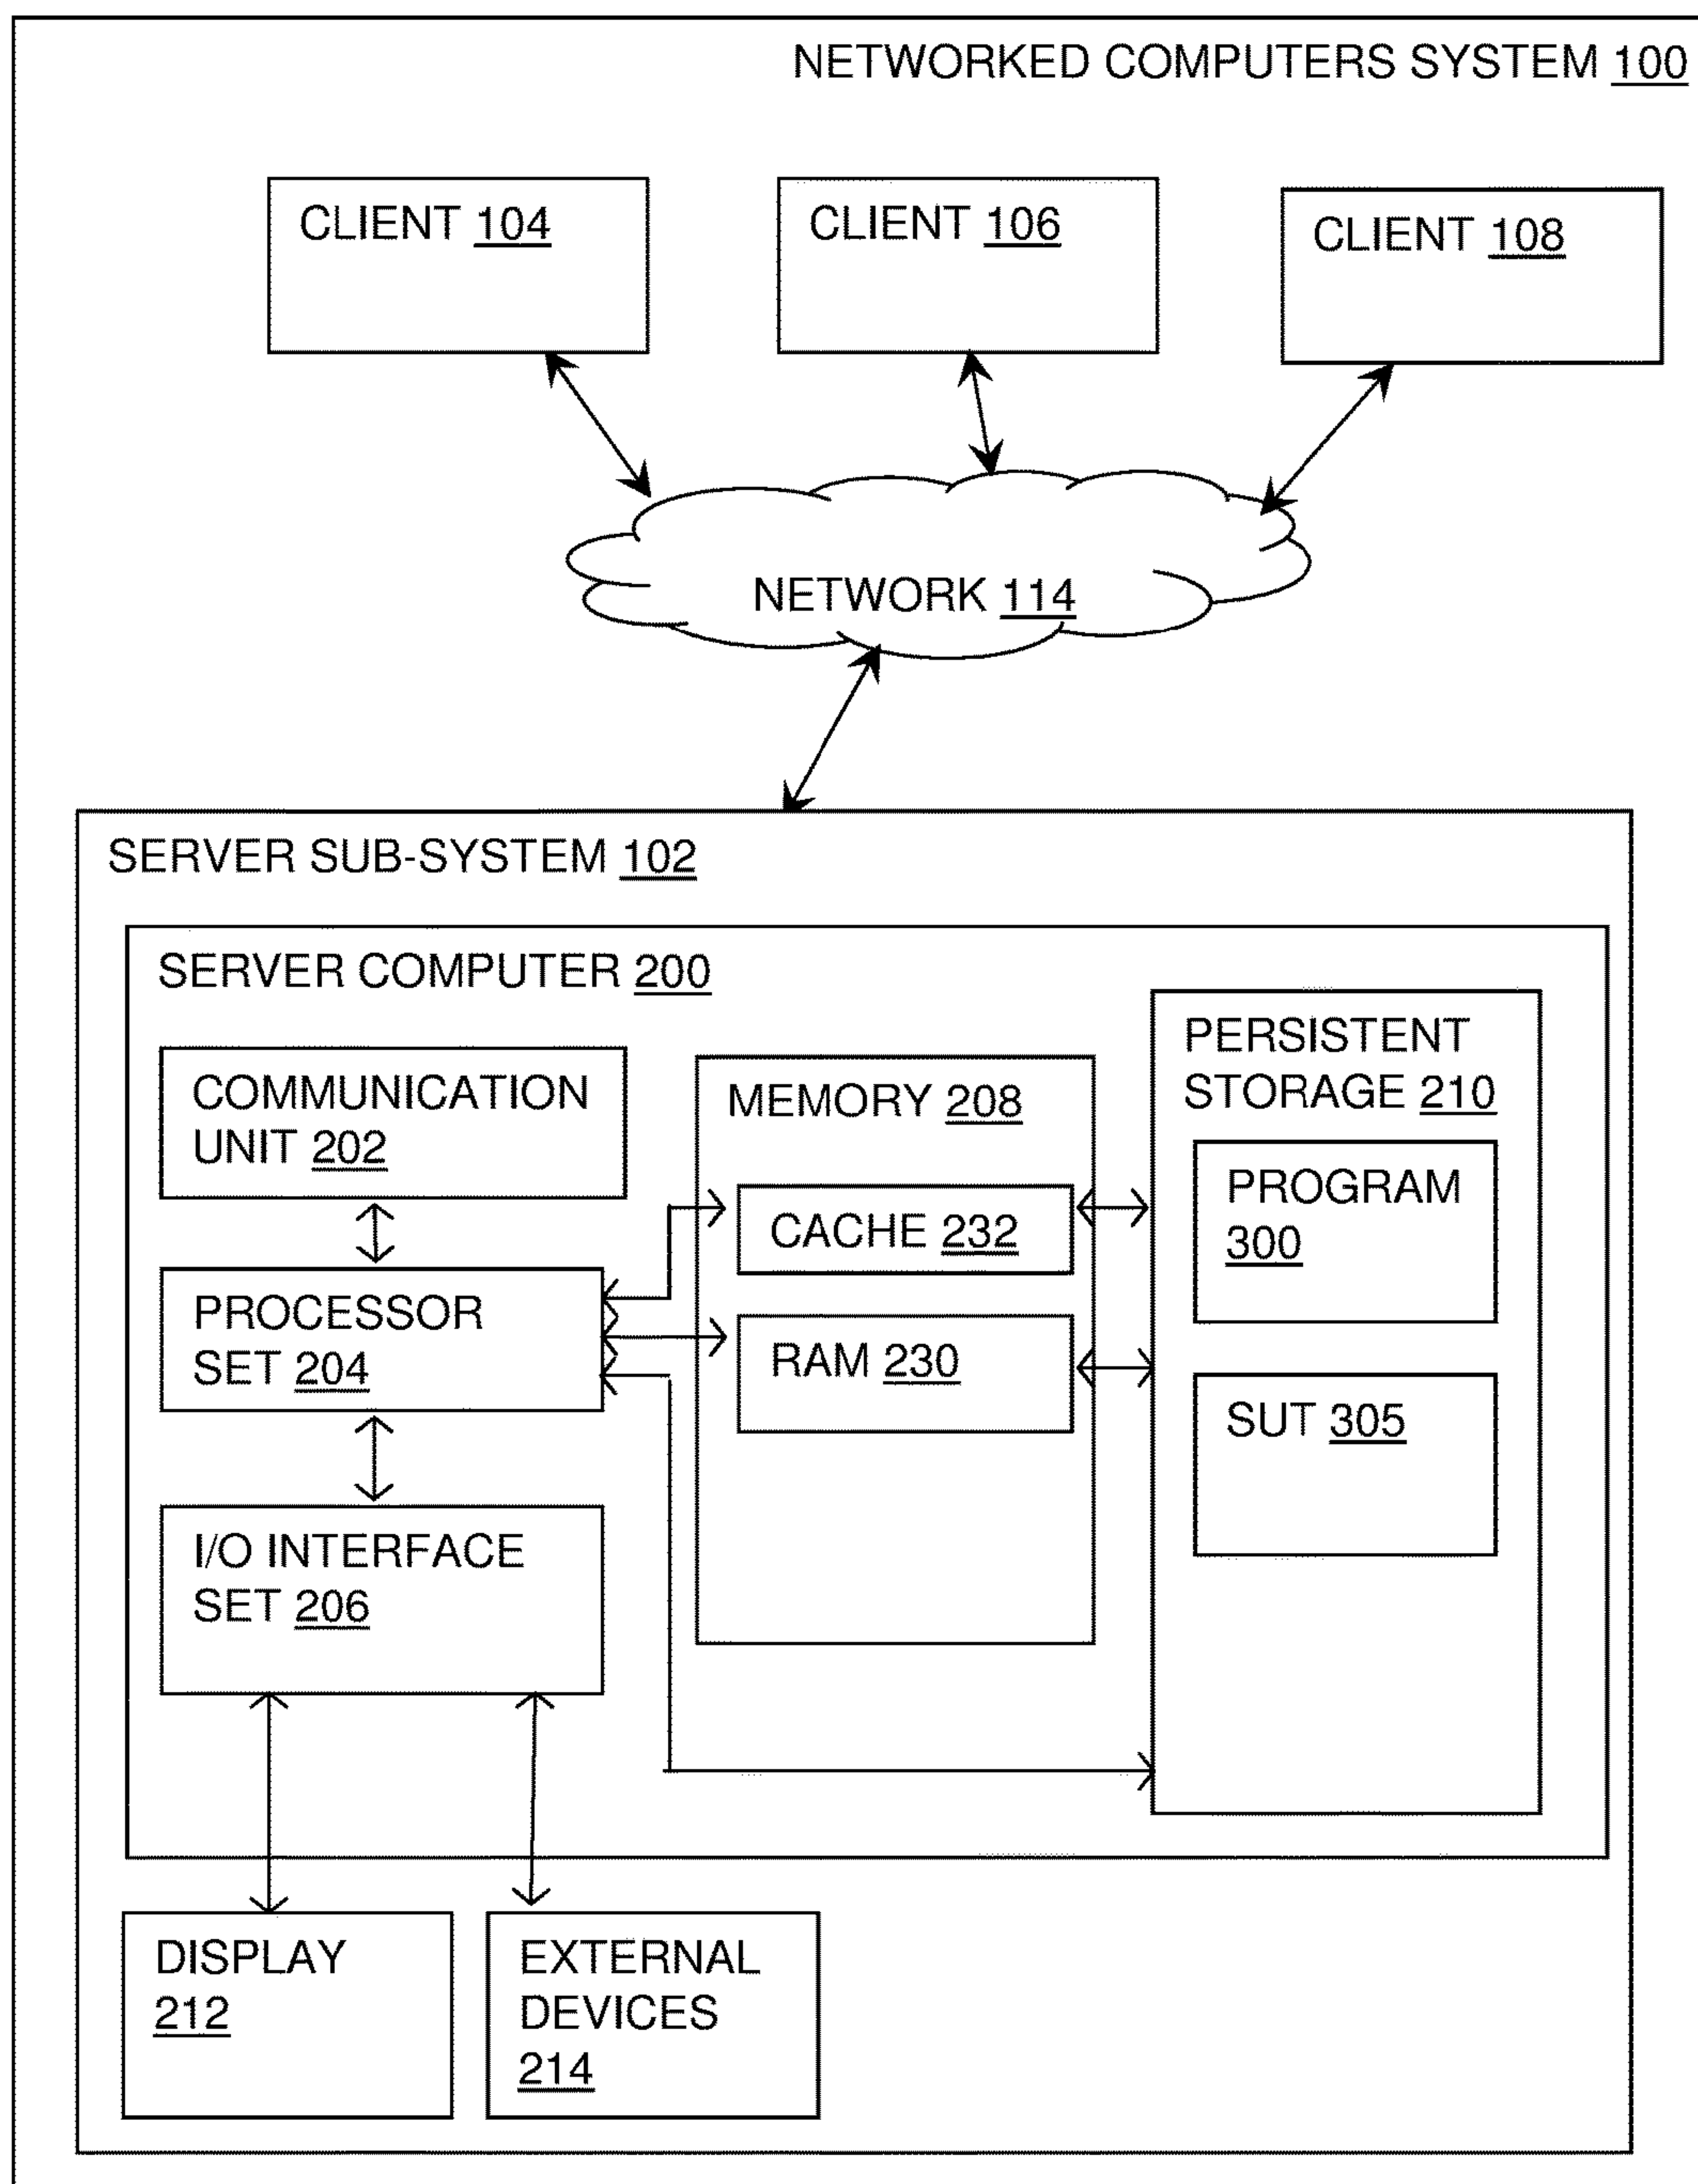 NETWORKED COMPUTERS SYSTEM 100
CLIENT 104
CLIENT 106
CLIENT 108
NETWORK 114
SERVER SUB-SYSTEM 102
SERVER COMPUTER 200
COMMUNICATION
UNIT 202
PROCESSOR
SET 204
I/O INTERFACE
SET 206
MEMORY 208
CACHE 232
RAM 230
PERSISTENT
STORAGE 210
PROGRAM
300
SUT 305
DISPLAY
212
EXTERNAL
DEVICES
214